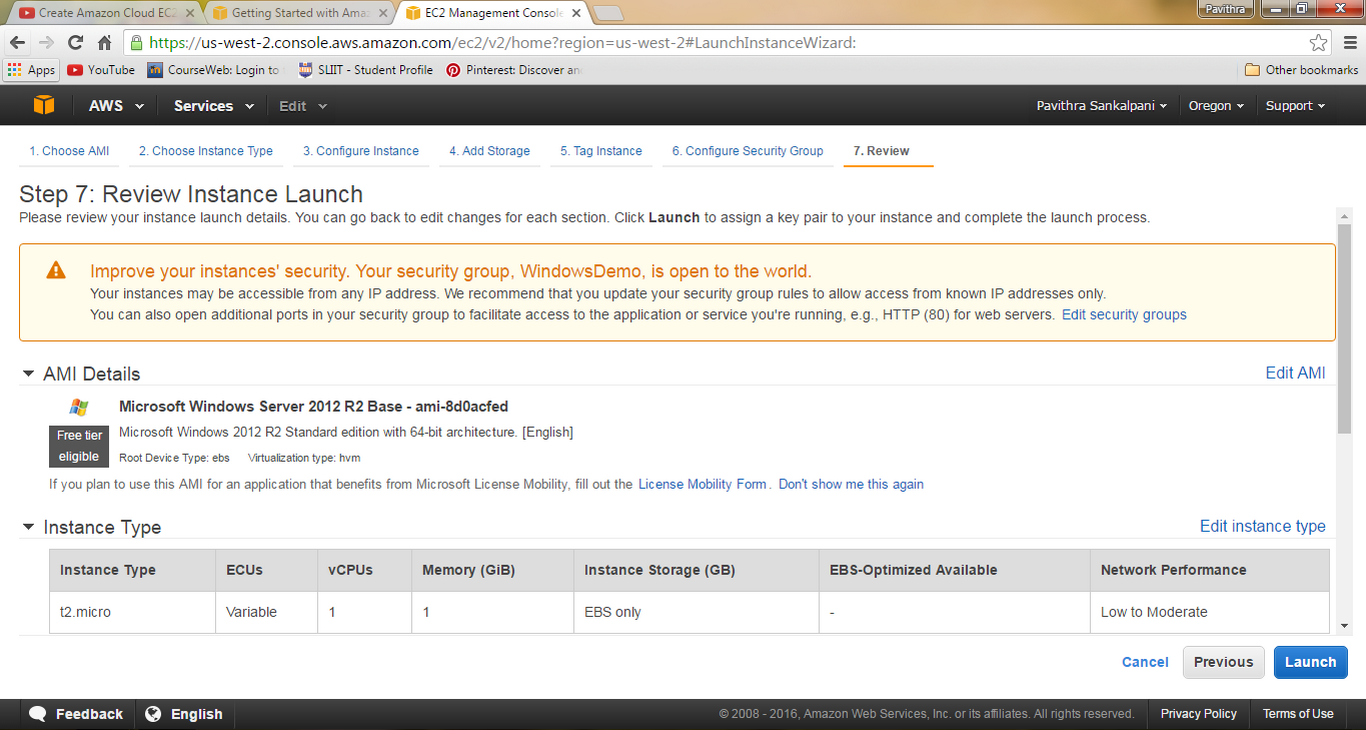 Create Amazon Cloud EC2
Getting Started with Amaz
EC2 Management Console
Pavithra
https://us-west-2.console.aws.amazon.com/ec2/v2/home?region=us-west-2#LaunchInstanceWizard:
Apps YouTube CourseWeb: Login to SLIIT - Student Profile Pinterest: Discover an Other bookmarks
AWS Services Edit Pavithra Sankalpani Oregon Support
1. Choose AMI 2. Choose Instance Type 3. Configure Instance 4. Add Storage 5. Tag Instance 6. Configure Security Group 7. Review
Step 7: Review Instance Launch
Please review your instance launch details. You can go back to edit changes for each section. Click Launch to assign a key pair to your instance and complete the launch process.
Improve your instances' security. Your security group, WindowsDemo, is open to the world.
Your instances may be accessible from any IP address. We recommend that you update your security group rules to allow access from known IP addresses only.
You can also open additional ports in your security group to facilitate access to the application or service you're running, e.g., HTTP (80) for web servers. Edit security groups
AMI Details Edit AMI
Microsoft Windows Server 2012 R2 Base - ami-8d0acfed
Free tier eligible
Microsoft Windows 2012 R2 Standard edition with 64-bit architecture. [English]
Root Device Type: ebs Virtualization type: hvm
If you plan to use this AMI for an application that benefits from Microsoft License Mobility, fill out the License Mobility Form. Don't show me this again
Instance Type Edit instance type
Instance Type ECUs vCPUs Memory (GiB) Instance Storage (GB) EBS-Optimized Available Network Performance
t2.micro Variable 1 1 EBS only - Low to Moderate
Cancel Previous Launch
Feedback English © 2008 - 2016, Amazon Web Services, Inc. or its affiliates. All rights reserved. Privacy Policy Terms of Use